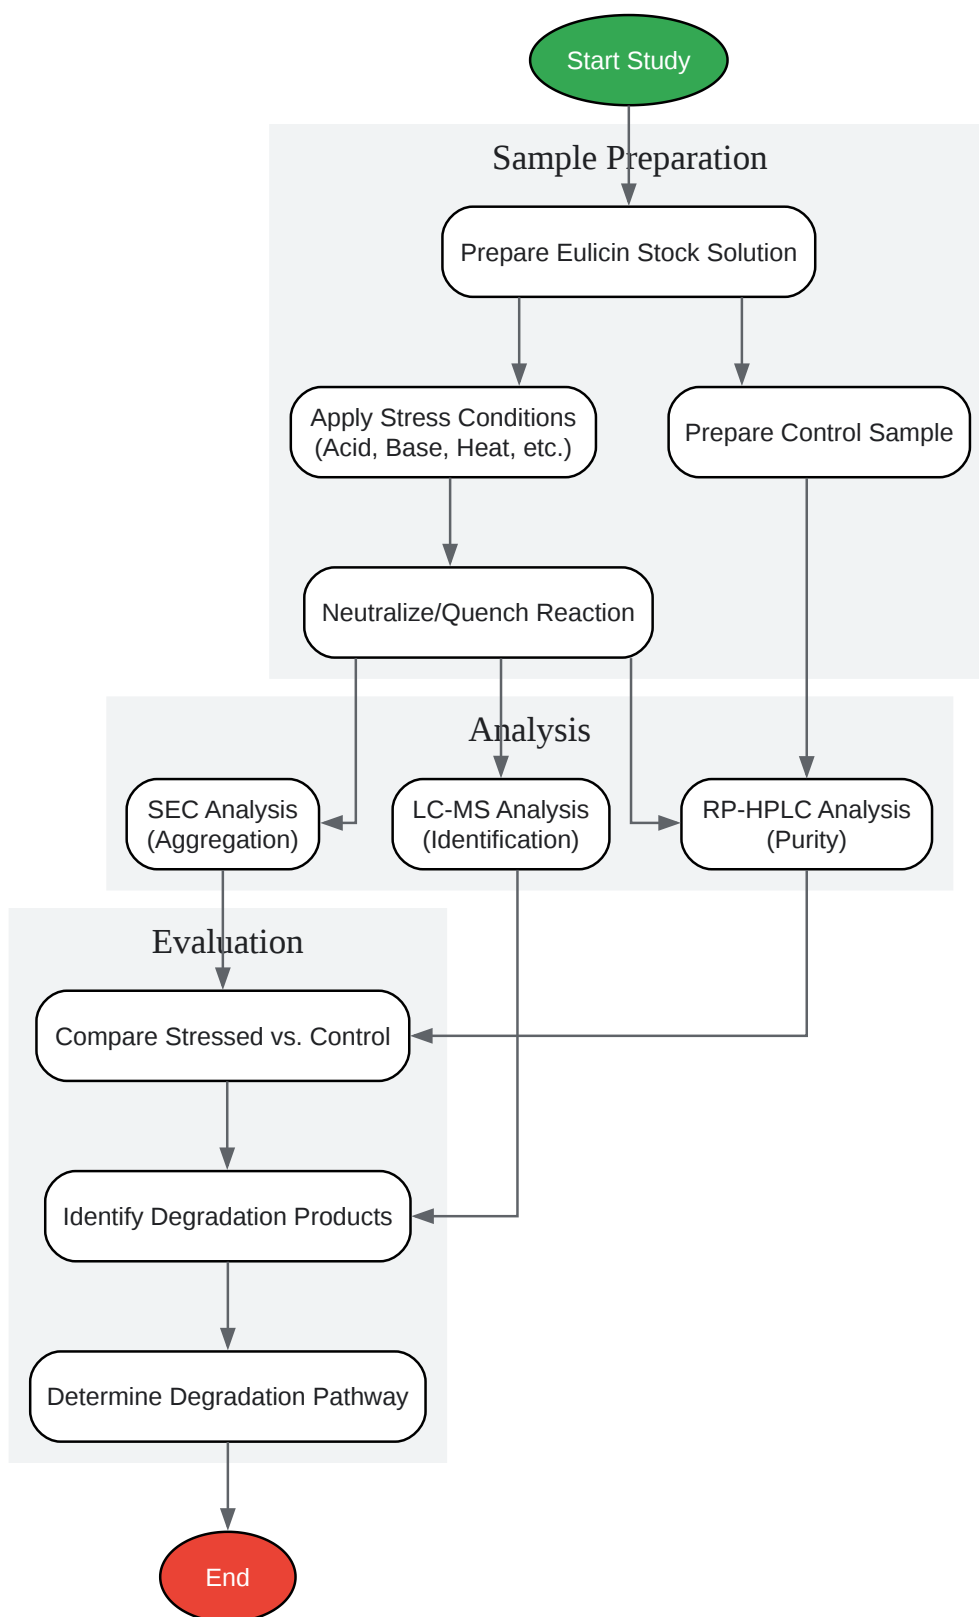 Start Study
Sample Preparation
Prepare Eulicin Stock Solution
Apply Stress Conditions
(Acid, Base, Heat, etc.)
Prepare Control Sample
Neutralize/Quench Reaction
Analysis
SEC Analysis
(Aggregation)
LC-MS Analysis
(Identification)
RP-HPLC Analysis
(Purity)
Evaluation
Compare Stressed vs. Control
Identify Degradation Products
Determine Degradation Pathway
End